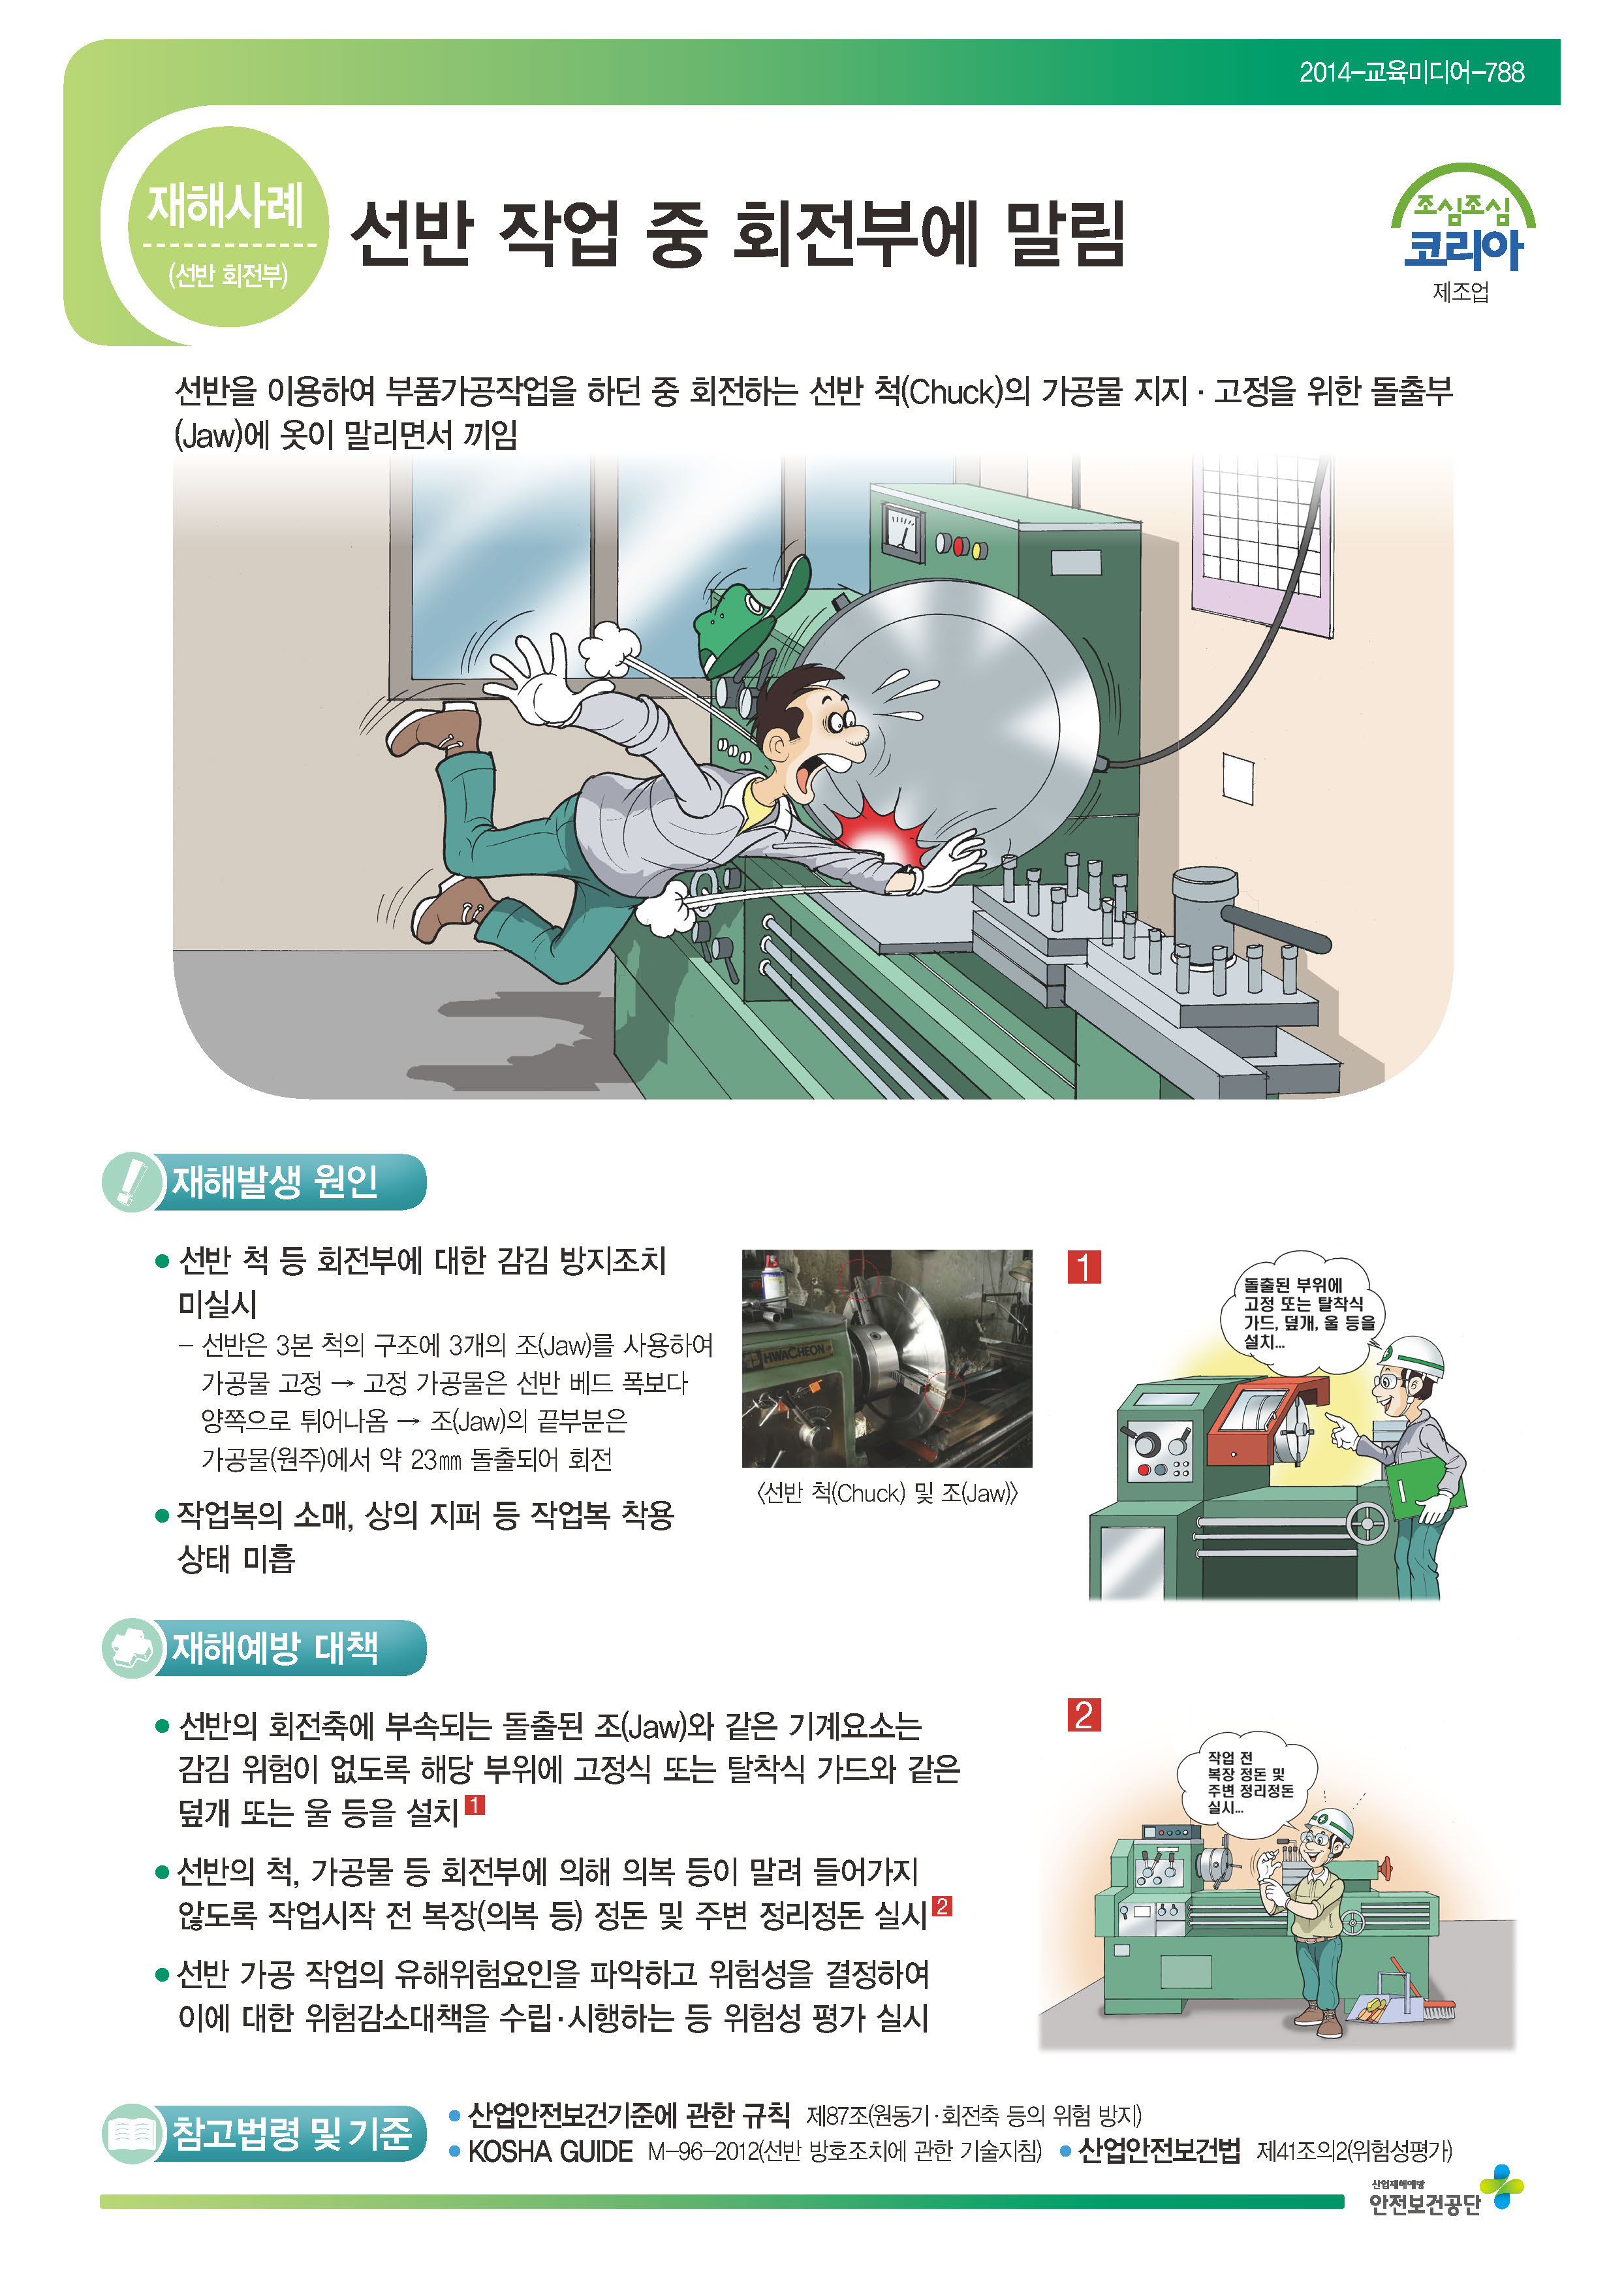 2014-교육미디어-788
재해사례
(선반 회전부)
선반 작업 중 회전부에 말림
조심조심
코리아
제조업
선반을 이용하여 부품가공작업을 하던 중 회전하는 선반 척(Chuck)의 가공물 지지 · 고정을 위한 돌출부
(Jaw)에 옷이 말리면서 끼임
재해발생 원인
● 선반 척 등 회전부에 대한 감김 방지조치
미실시
- 선반은 3본 척의 구조에 3개의 조(Jaw)를 사용하여
가공물 고정 → 고정 가공물은 선반 베드 폭보다
양쪽으로 튀어나옴 → 조(Jaw)의 끝부분은
가공물(원주)에서 약 23㎜ 돌출되어 회전
● 작업복의 소매, 상의 지퍼 등 작업복 착용
상태 미흡
HWACHEON
〈선반 척(Chuck) 및 조(Jaw)〉
1
돌출된 부위에
고정 또는 탈착식
가드, 덮개, 울 등을
설치...
재해예방 대책
● 선반의 회전축에 부속되는 돌출된 조(Jaw)와 같은 기계요소는
감김 위험이 없도록 해당 부위에 고정식 또는 탈착식 가드와 같은
덮개 또는 울 등을 설치 1
● 선반의 척, 가공물 등 회전부에 의해 의복 등이 말려 들어가지
않도록 작업시작 전 복장(의복 등) 정돈 및 주변 정리정돈 실시 2
● 선반 가공 작업의 유해위험요인을 파악하고 위험성을 결정하여
이에 대한 위험감소대책을 수립·시행하는 등 위험성 평가 실시
2
작업 전
복장 정돈 및
주변 정리정돈
실시...
참고법령 및 기준
● 산업안전보건기준에 관한 규칙 제87조(원동기·회전축 등의 위험 방지)
● KOSHA GUIDE M-96-2012(선반 방호조치에 관한 기술지침) ● 산업안전보건법 제41조의2(위험성평가)
산업재해예방
안전보건공단